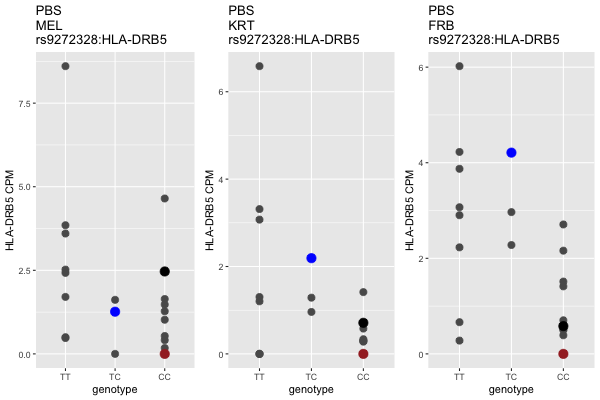 PBS
MEL
rs9272328:HLA-DRB5
HLA-DRB5 CPM
7.5
5.0
2.5
0.0
TT TC CC
genotype
PBS
KRT
rs9272328:HLA-DRB5
HLA-DRB5 CPM
6
4
2
0
TT TC CC
genotype
PBS
FRB
rs9272328:HLA-DRB5
HLA-DRB5 CPM
6
4
2
0
TT TC CC
genotype